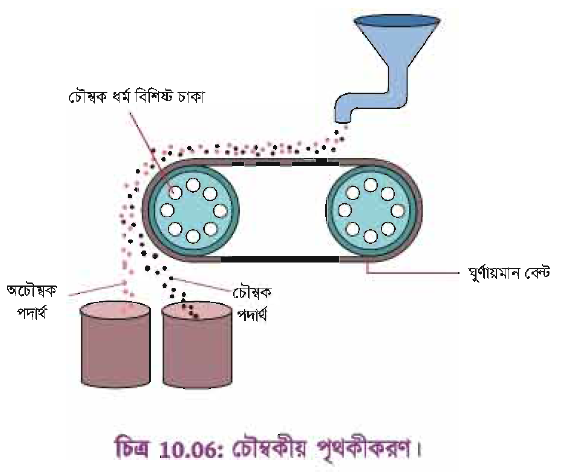 চৌম্বক ধর্ম বিশিষ্ট চাকা
ঘুর্ণায়মান বেল্ট
অচৌম্বক
পদার্থ
চৌম্বক
পদার্থ
চিত্র 10.06: চৌম্বকীয় পৃথকীকরণ।